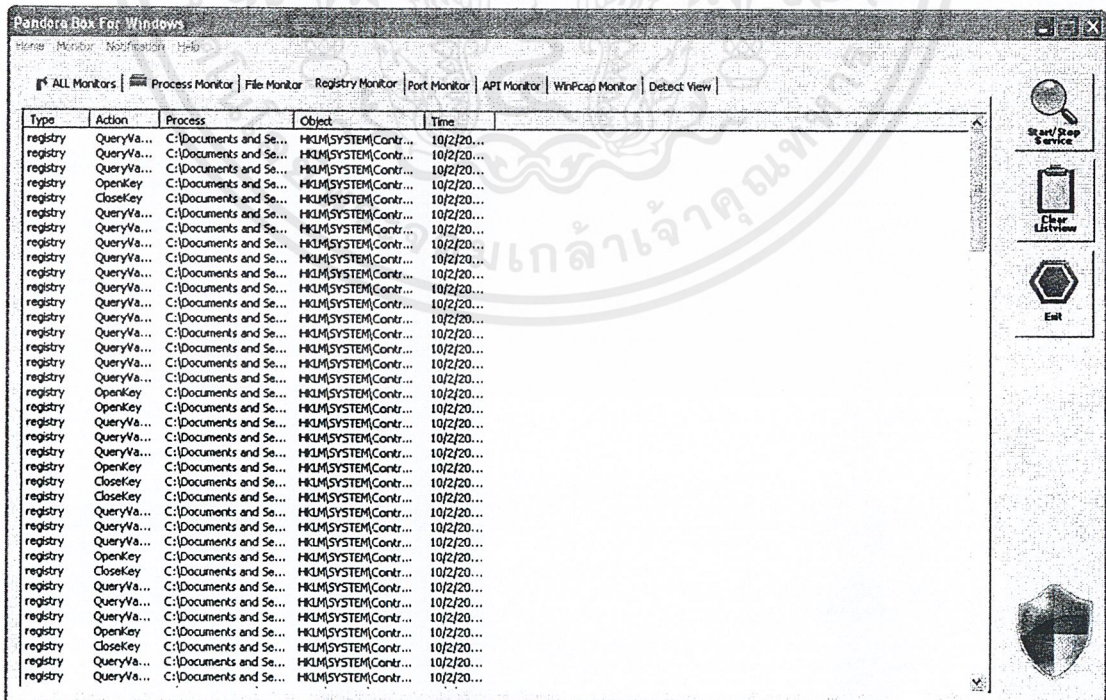 Pandora Box For Windows
Home Monitor Notification Help
ALL Monitors Process Monitor File Monitor Registry Monitor Port Monitor API Monitor WinPcap Monitor Detect View
Type Action Process Object Time
registry QueryVa... C:\Documents and Se... HKLM\SYSTEM\Contr... 10/2/20...
registry QueryVa... C:\Documents and Se... HKLM\SYSTEM\Contr... 10/2/20...
registry QueryVa... C:\Documents and Se... HKLM\SYSTEM\Contr... 10/2/20...
registry OpenKey C:\Documents and Se... HKLM\SYSTEM\Contr... 10/2/20...
registry CloseKey C:\Documents and Se... HKLM\SYSTEM\Contr... 10/2/20...
registry QueryVa... C:\Documents and Se... HKLM\SYSTEM\Contr... 10/2/20...
registry QueryVa... C:\Documents and Se... HKLM\SYSTEM\Contr... 10/2/20...
registry QueryVa... C:\Documents and Se... HKLM\SYSTEM\Contr... 10/2/20...
registry QueryVa... C:\Documents and Se... HKLM\SYSTEM\Contr... 10/2/20...
registry QueryVa... C:\Documents and Se... HKLM\SYSTEM\Contr... 10/2/20...
registry QueryVa... C:\Documents and Se... HKLM\SYSTEM\Contr... 10/2/20...
registry QueryVa... C:\Documents and Se... HKLM\SYSTEM\Contr... 10/2/20...
registry QueryVa... C:\Documents and Se... HKLM\SYSTEM\Contr... 10/2/20...
registry QueryVa... C:\Documents and Se... HKLM\SYSTEM\Contr... 10/2/20...
registry QueryVa... C:\Documents and Se... HKLM\SYSTEM\Contr... 10/2/20...
registry QueryVa... C:\Documents and Se... HKLM\SYSTEM\Contr... 10/2/20...
registry QueryVa... C:\Documents and Se... HKLM\SYSTEM\Contr... 10/2/20...
registry OpenKey C:\Documents and Se... HKLM\SYSTEM\Contr... 10/2/20...
registry OpenKey C:\Documents and Se... HKLM\SYSTEM\Contr... 10/2/20...
registry QueryVa... C:\Documents and Se... HKLM\SYSTEM\Contr... 10/2/20...
registry QueryVa... C:\Documents and Se... HKLM\SYSTEM\Contr... 10/2/20...
registry QueryVa... C:\Documents and Se... HKLM\SYSTEM\Contr... 10/2/20...
registry OpenKey C:\Documents and Se... HKLM\SYSTEM\Contr... 10/2/20...
registry CloseKey C:\Documents and Se... HKLM\SYSTEM\Contr... 10/2/20...
registry CloseKey C:\Documents and Se... HKLM\SYSTEM\Contr... 10/2/20...
registry QueryVa... C:\Documents and Se... HKLM\SYSTEM\Contr... 10/2/20...
registry QueryVa... C:\Documents and Se... HKLM\SYSTEM\Contr... 10/2/20...
registry QueryVa... C:\Documents and Se... HKLM\SYSTEM\Contr... 10/2/20...
registry OpenKey C:\Documents and Se... HKLM\SYSTEM\Contr... 10/2/20...
registry CloseKey C:\Documents and Se... HKLM\SYSTEM\Contr... 10/2/20...
registry QueryVa... C:\Documents and Se... HKLM\SYSTEM\Contr... 10/2/20...
registry QueryVa... C:\Documents and Se... HKLM\SYSTEM\Contr... 10/2/20...
registry QueryVa... C:\Documents and Se... HKLM\SYSTEM\Contr... 10/2/20...
registry OpenKey C:\Documents and Se... HKLM\SYSTEM\Contr... 10/2/20...
registry CloseKey C:\Documents and Se... HKLM\SYSTEM\Contr... 10/2/20...
registry QueryVa... C:\Documents and Se... HKLM\SYSTEM\Contr... 10/2/20...
registry QueryVa... C:\Documents and Se... HKLM\SYSTEM\Contr... 10/2/20...
Start/Stop
Service
Clear
Listview
Exit